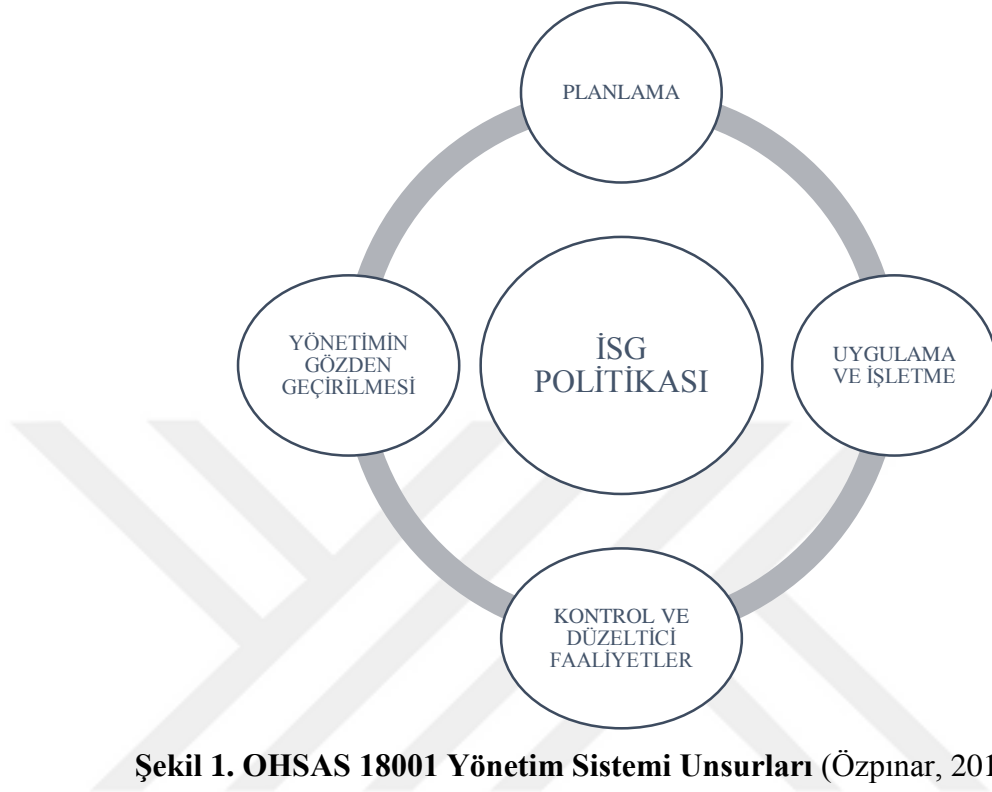 PLANLAMA
YÖNETİMİN
GÖZDEN
GEÇİRİLMESİ
İSG
POLİTİKASI
UYGULAMA
VE İŞLETME
KONTROL VE
DÜZELTİCİ
FAALİYETLER
Şekil 1. OHSAS 18001 Yönetim Sistemi Unsurları (Özpınar,